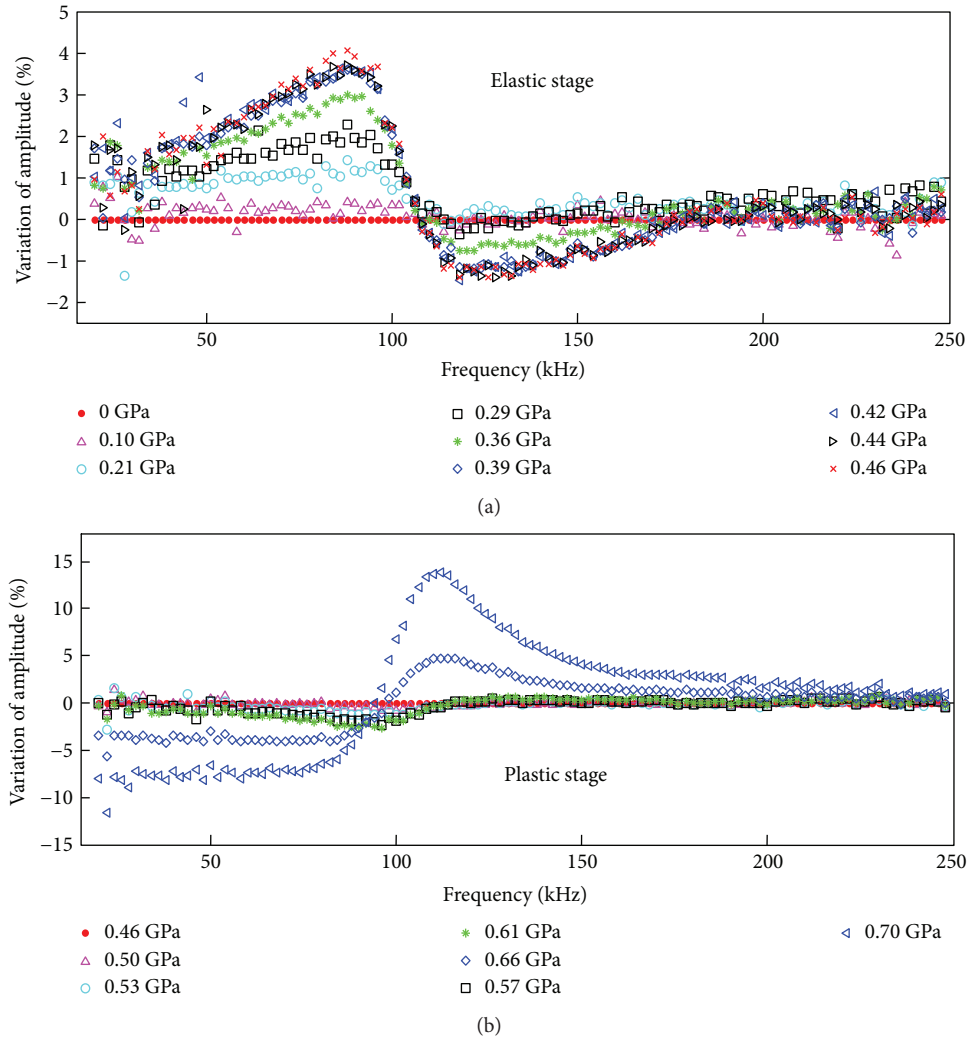 5
4
3
2
1
0
−1
−2
Variation of amplitude (%)
Elastic stage
50 100 150 200 250
Frequency (kHz)
0 GPa 0.29 GPa 0.42 GPa
0.10 GPa 0.36 GPa 0.44 GPa
0.21 GPa 0.39 GPa 0.46 GPa
(a)
15
10
5
0
−5
−10
−15
Variation of amplitude (%)
Plastic stage
50 100 150 200 250
Frequency (kHz)
0.46 GPa 0.61 GPa 0.70 GPa
0.50 GPa 0.66 GPa
0.53 GPa 0.57 GPa
(b)